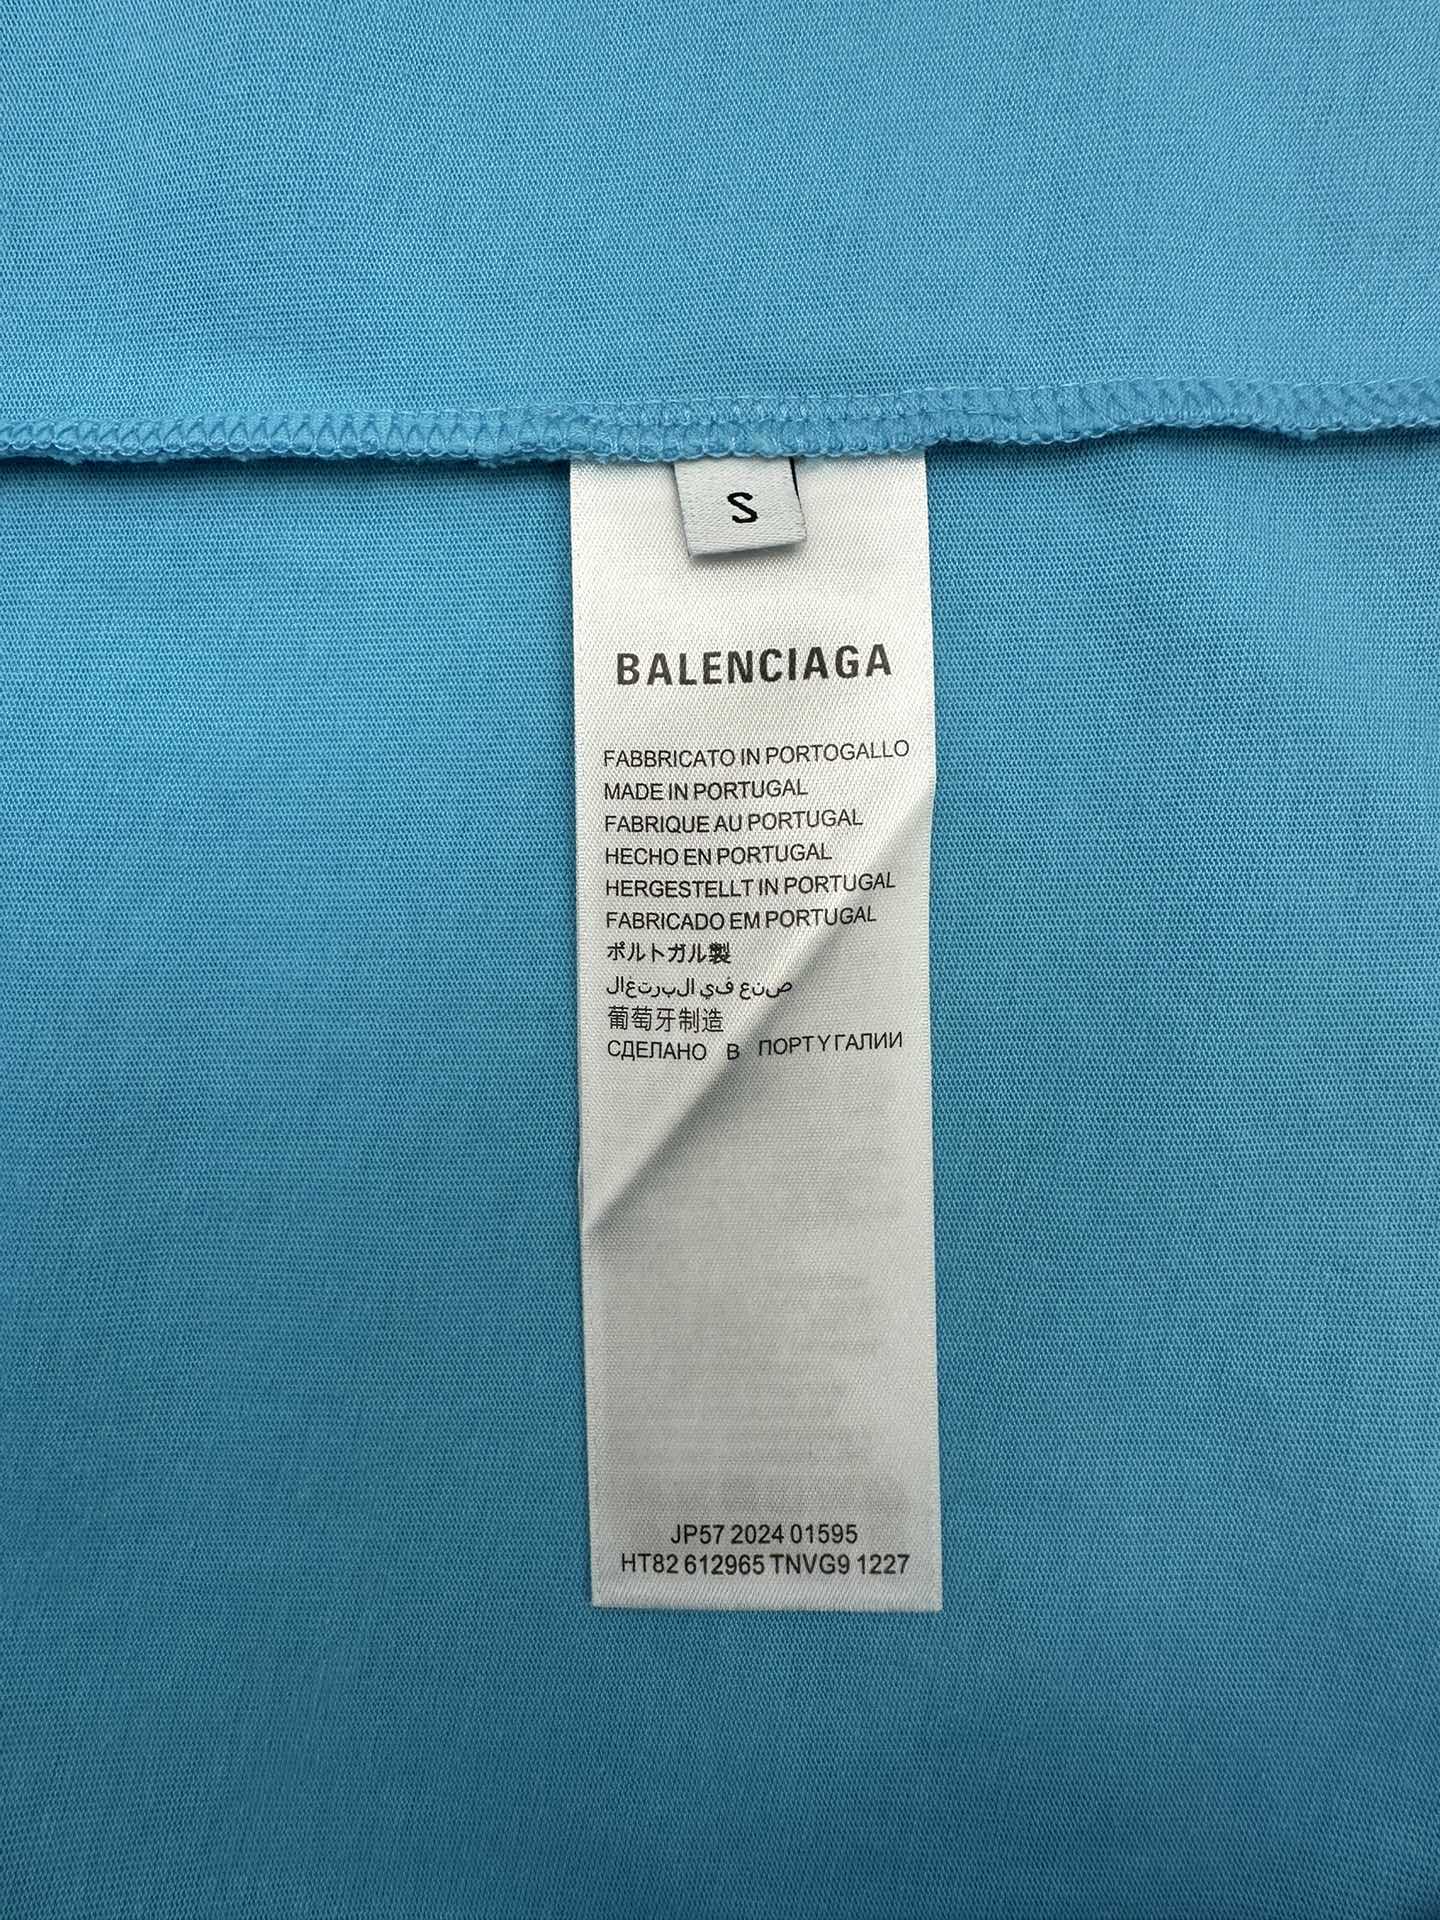 S
BALENCIAGA
FABBRICATO IN PORTOGALLO
MADE IN PORTUGAL
FABRIQUE AU PORTUGAL
HECHO EN PORTUGAL
HERGESTELLT IN PORTUGAL
FABRICADO EM PORTUGAL
ポルトガル製
صنع في البرتغال
葡萄牙制造
СДЕЛАНО В ПОРТУГАЛИИ
JP57 2024 01595
HT82 612965 TNVG9 1227